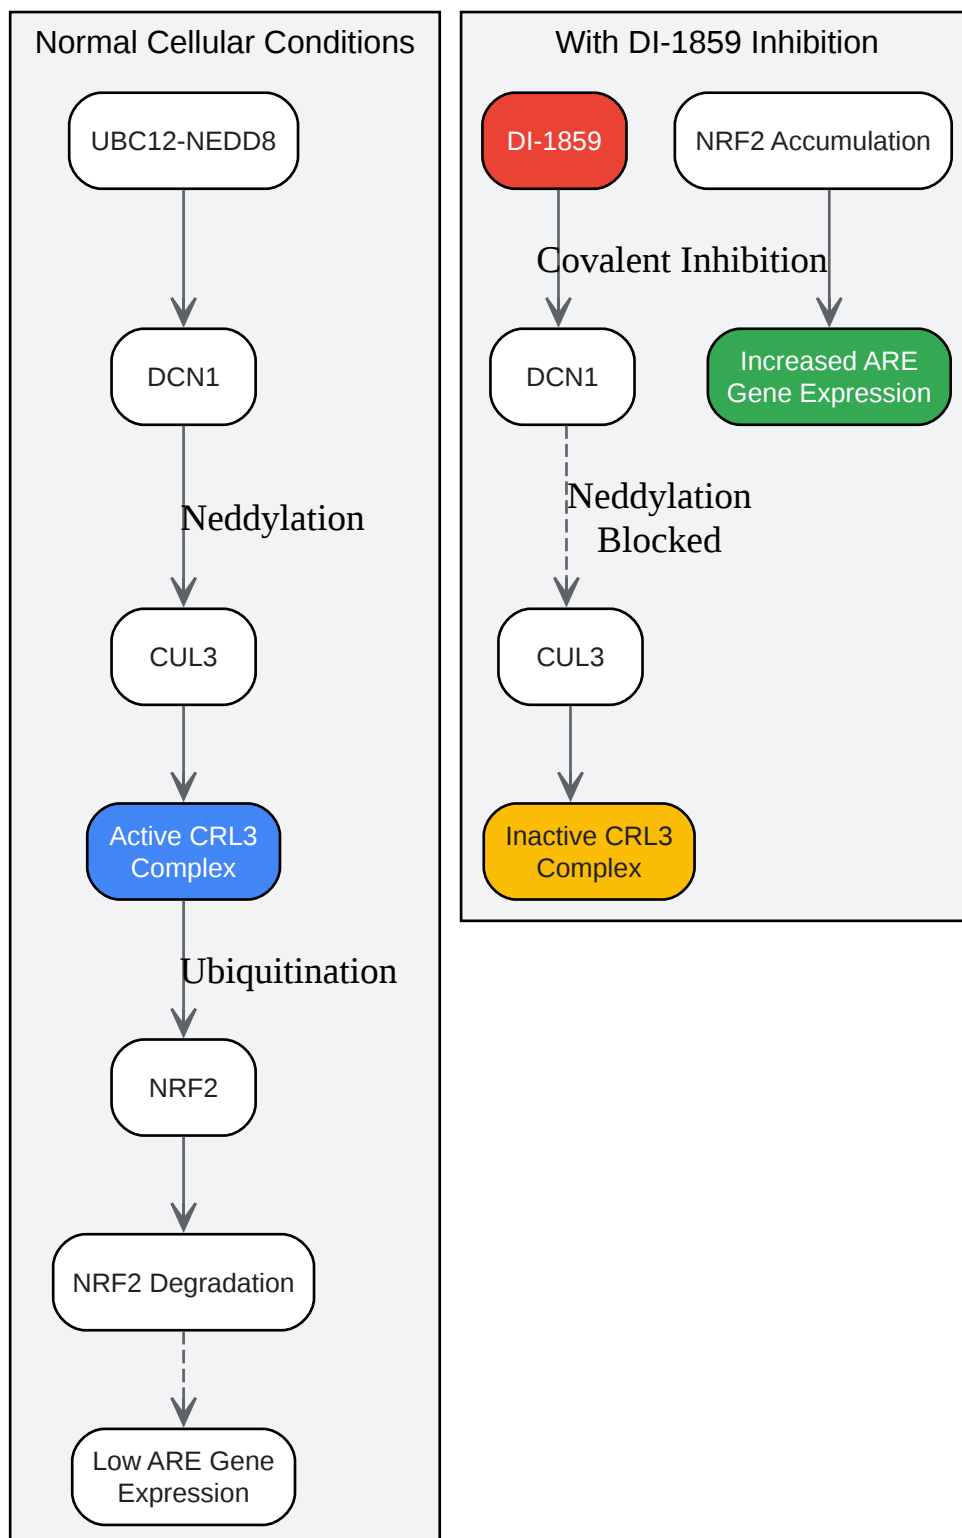 Normal Cellular Conditions
UBC12-NEDD8
DCN1
Neddylation
CUL3
Active CRL3
Complex
Ubiquitination
NRF2
NRF2 Degradation
Low ARE Gene
Expression
With DI-1859 Inhibition
DI-1859
NRF2 Accumulation
Covalent Inhibition
DCN1
Increased ARE
Gene Expression
Neddylation
Blocked
CUL3
Inactive CRL3
Complex